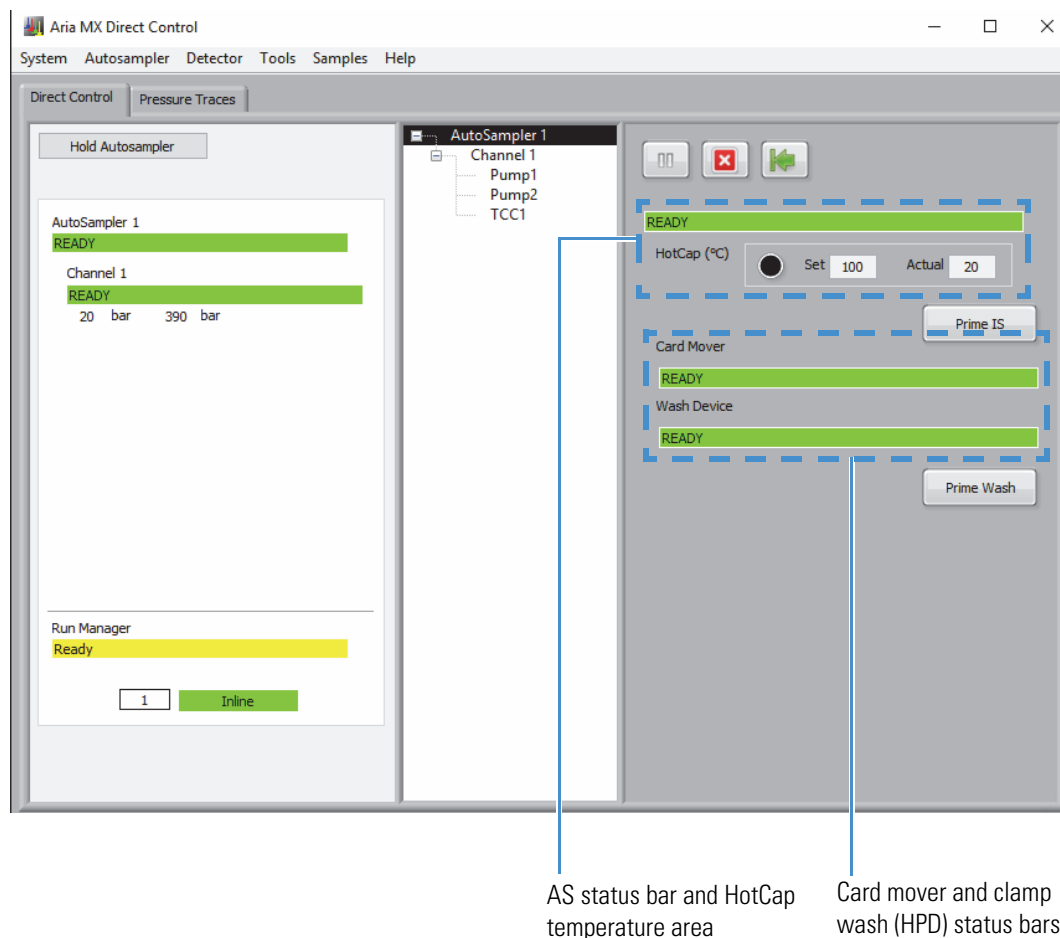 Aria MX Direct Control
System Autosampler Detector Tools Samples Help
Direct Control Pressure Traces
Hold Autosampler
AutoSampler 1
READY
Channel 1
READY
20 bar 390 bar
Run Manager
Ready
1 Inline
AutoSampler 1
Channel 1
Pump1
Pump2
TCC1
READY
HotCap (ºC) Set 100 Actual 20
Prime IS
Card Mover
READY
Wash Device
READY
Prime Wash
AS status bar and HotCap
temperature area
Card mover and clamp
wash (HPD) status bars